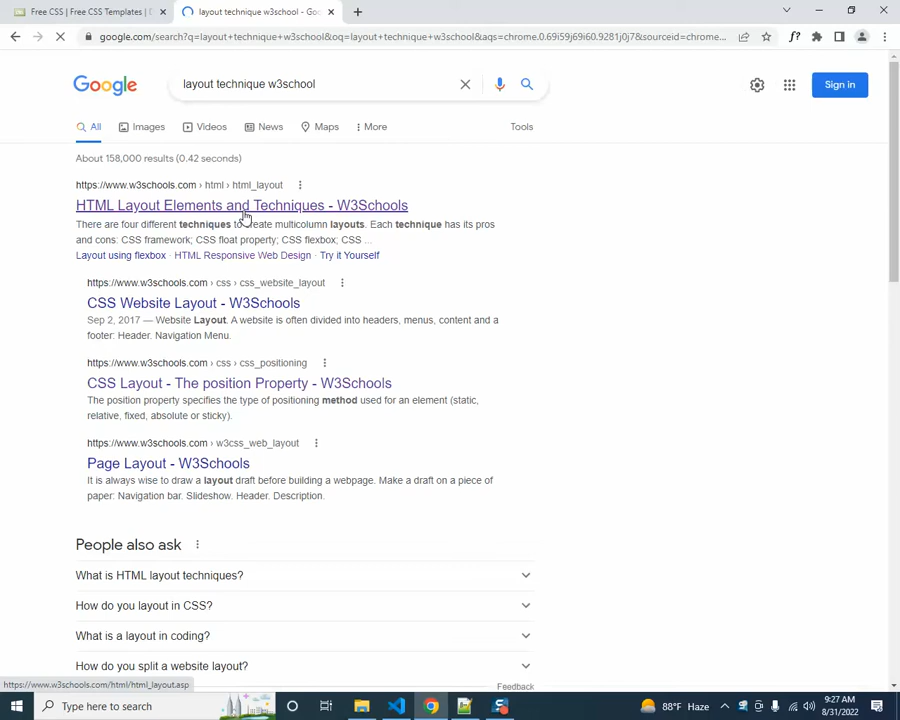 Free CSS | Free CSS Templates |
layout technique w3school - Goo
google.com/search?q=layout+technique+w3school&oq=layout+technique+w3school&aqs=chrome.0.69i59j69i60.9281j0j7&sourceid=chrome...
Google
layout technique w3school
Sign in
All
Images
Videos
News
Maps
More
Tools
About 158,000 results (0.42 seconds)
https://www.w3schools.com › html › html_layout
HTML Layout Elements and Techniques - W3Schools
There are four different techniques to create multicolumn layouts. Each technique has its pros
and cons: CSS framework; CSS float property; CSS flexbox; CSS ...
Layout using flexbox · HTML Responsive Web Design · Try it Yourself
https://www.w3schools.com › css › css_website_layout
CSS Website Layout - W3Schools
Sep 2, 2017 — Website Layout. A website is often divided into headers, menus, content and a
footer: Header. Navigation Menu.
https://www.w3schools.com › css › css_positioning
CSS Layout - The position Property - W3Schools
The position property specifies the type of positioning method used for an element (static,
relative, fixed, absolute or sticky).
https://www.w3schools.com › w3css_web_layout
Page Layout - W3Schools
It is always wise to draw a layout draft before building a webpage. Make a draft on a piece of
paper: Navigation bar. Slideshow. Header. Description.
People also ask
What is HTML layout techniques?
How do you layout in CSS?
What is a layout in coding?
How do you split a website layout?
Feedback
https://www.w3schools.com/html/html_layout.asp
Type here to search
88°F Haze
9:27 AM
8/31/2022